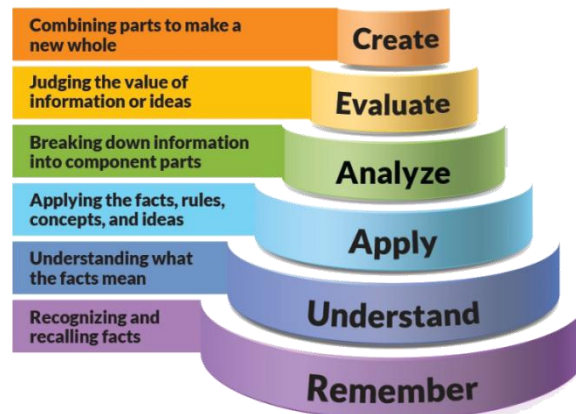 Combining parts to make a
new whole
Create
Judging the value of
information or ideas
Evaluate
Breaking down information
into component parts
Analyze
Applying the facts, rules,
concepts, and ideas
Apply
Understanding what
the facts mean
Understand
Recognizing and
recalling facts
Remember